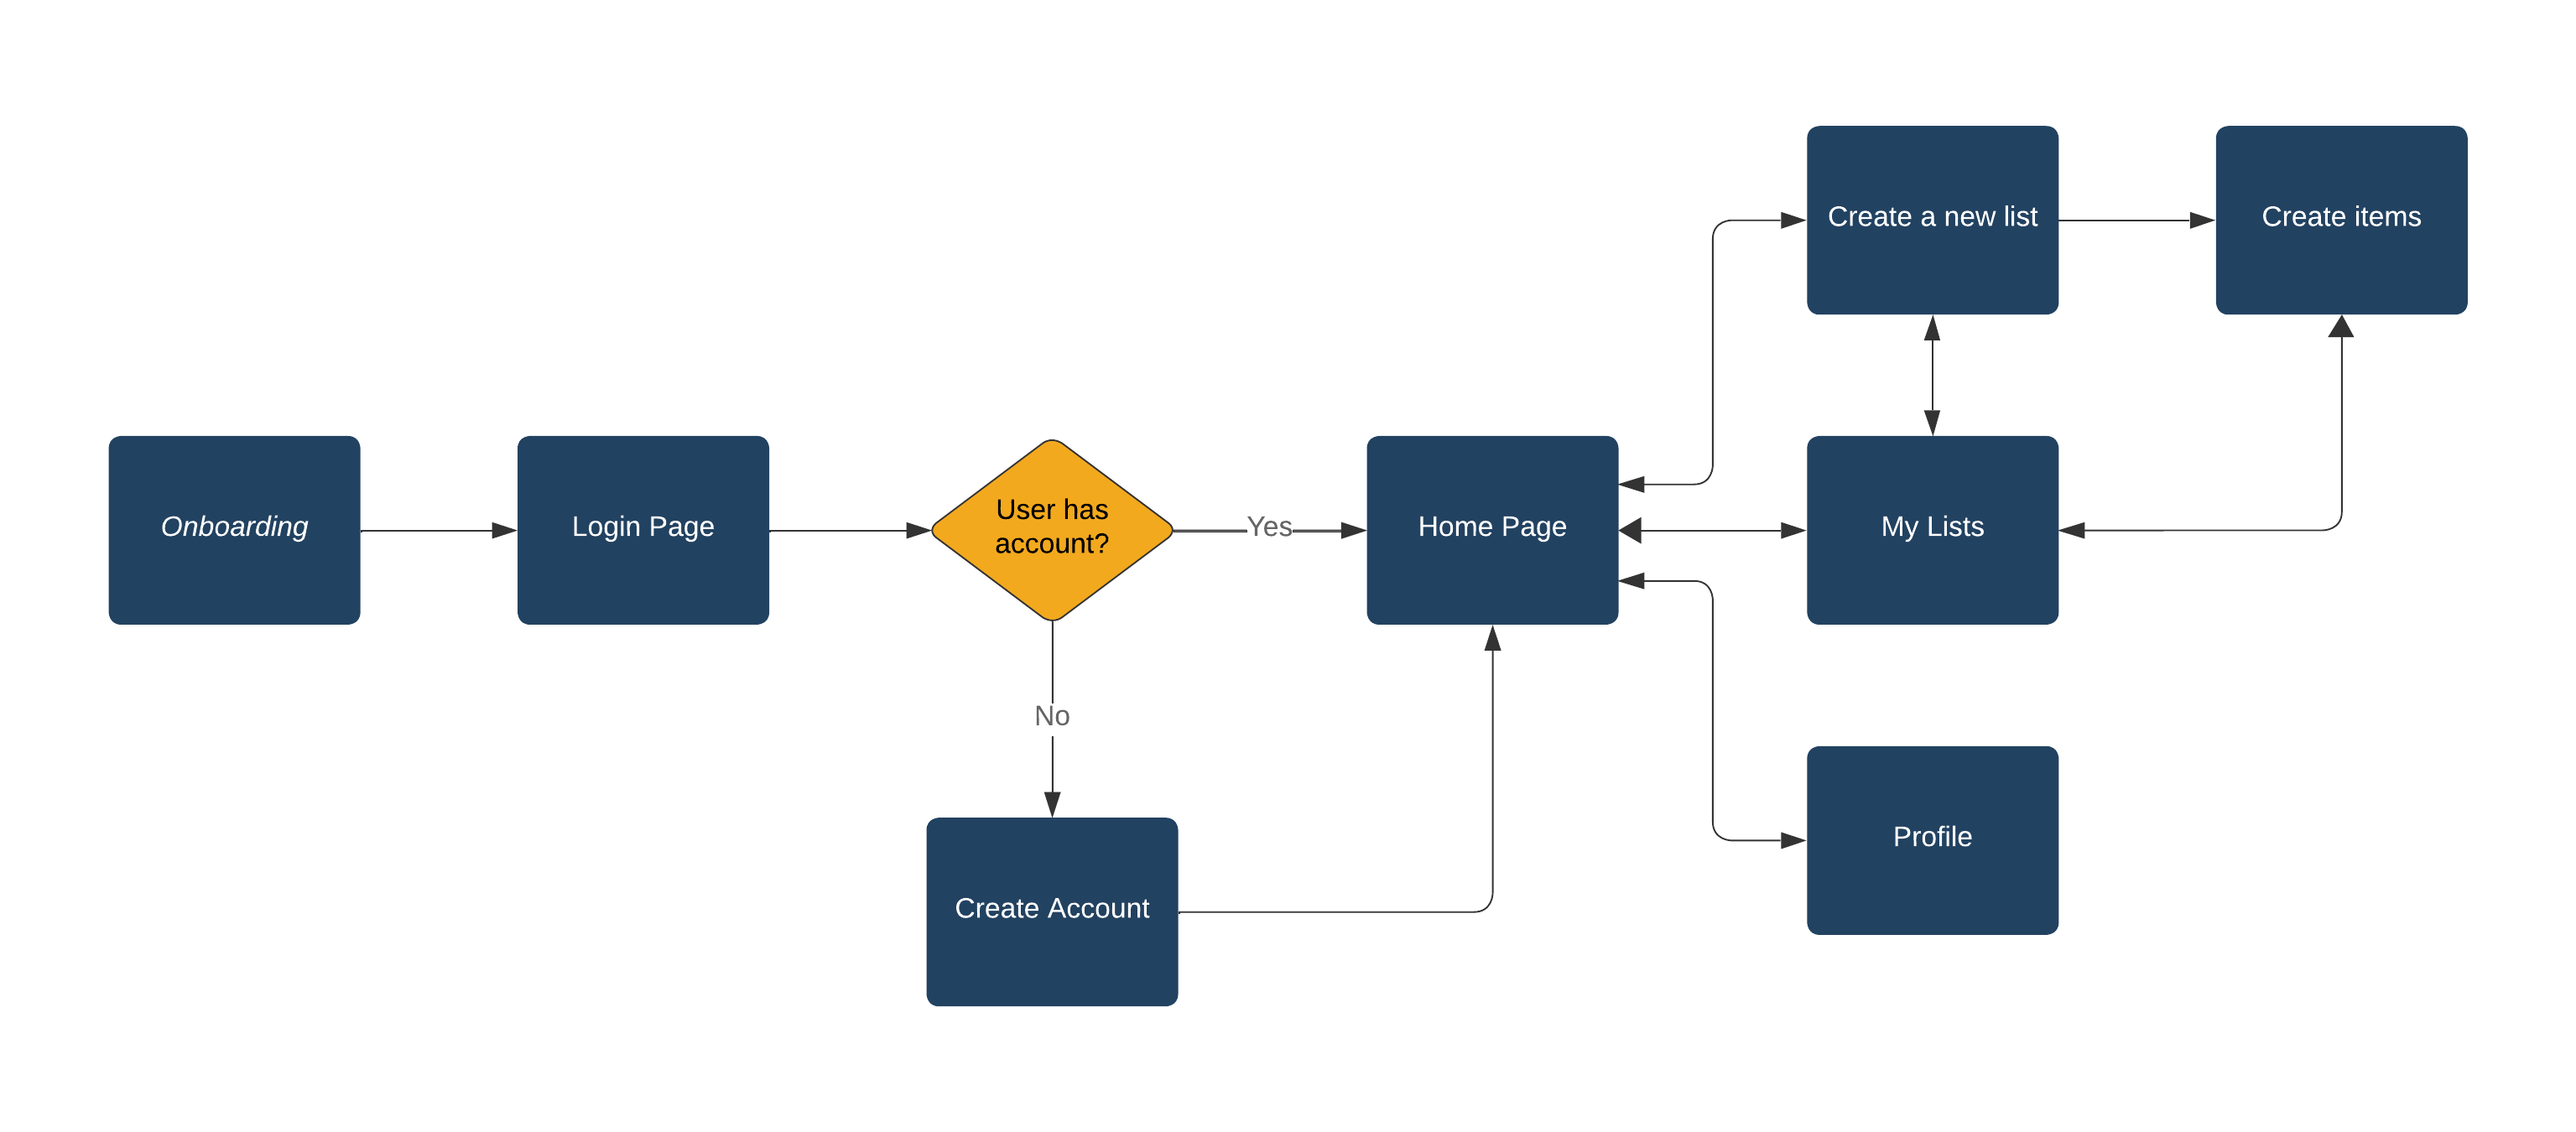 Create a new list
Create items
Onboarding
Login Page
User has
account?
Yes
Home Page
My Lists
No
Profile
Create Account